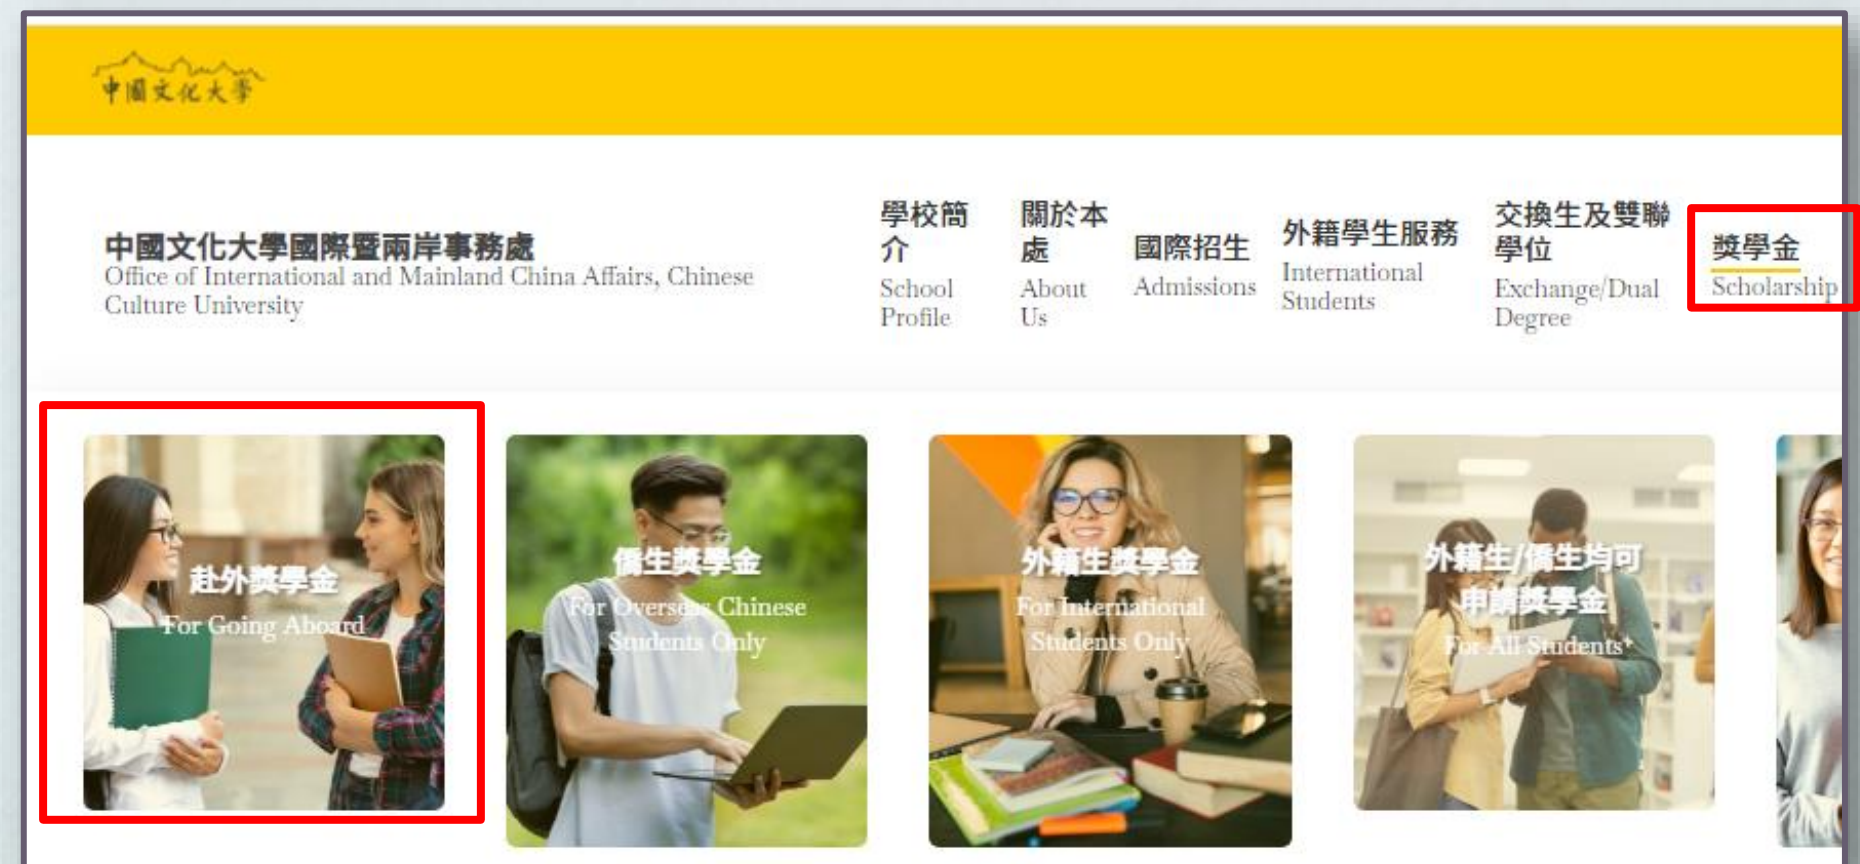 中國文化大學
中國文化大學國際暨兩岸事務處
Office of International and Mainland China Affairs, Chinese
Culture University
學校簡
介
School
Profile
關於本
處
About
Us
國際招生
Admissions
外籍學生服務
International
Students
交換生及雙聯
學位
Exchange/Dual
Degree
獎學金
Scholarship
赴外獎學金
For Going Aboard
僑生獎學金
For Overseas Chinese
Students Only
外籍生獎學金
For International
Students Only
外籍生/僑生均可
申請獎學金
For All Students+